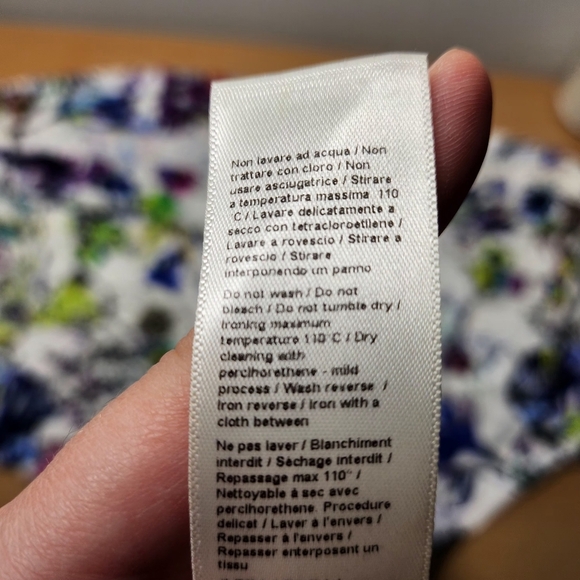 Non lavare ad acqua / Non
trattare con cloro / Non
usare asciugatrice / Stirare
a temperatura massima 110
C / Lavare delicatamente a
secco con tetracloroetilene /
Lavare a rovescio / Stirare a
rovescio / Stirare
interponendo un panno
Do not wash / Do not
bleach / Do not tumble dry /
Ironing maximum
temperature 110°C / Dry
cleaning with
perclhorethene - mild
process / Wash reverse /
Iron reverse / Iron with a
cloth between
Ne pas laver / Blanchiment
interdit / Séchage interdit /
Repassage max 110° /
Nettoyable à sec avec
perclhorethene. Procedure
delicat / Laver à l'envers /
Repasser à l'envers /
Repasser enterposant un
tissu